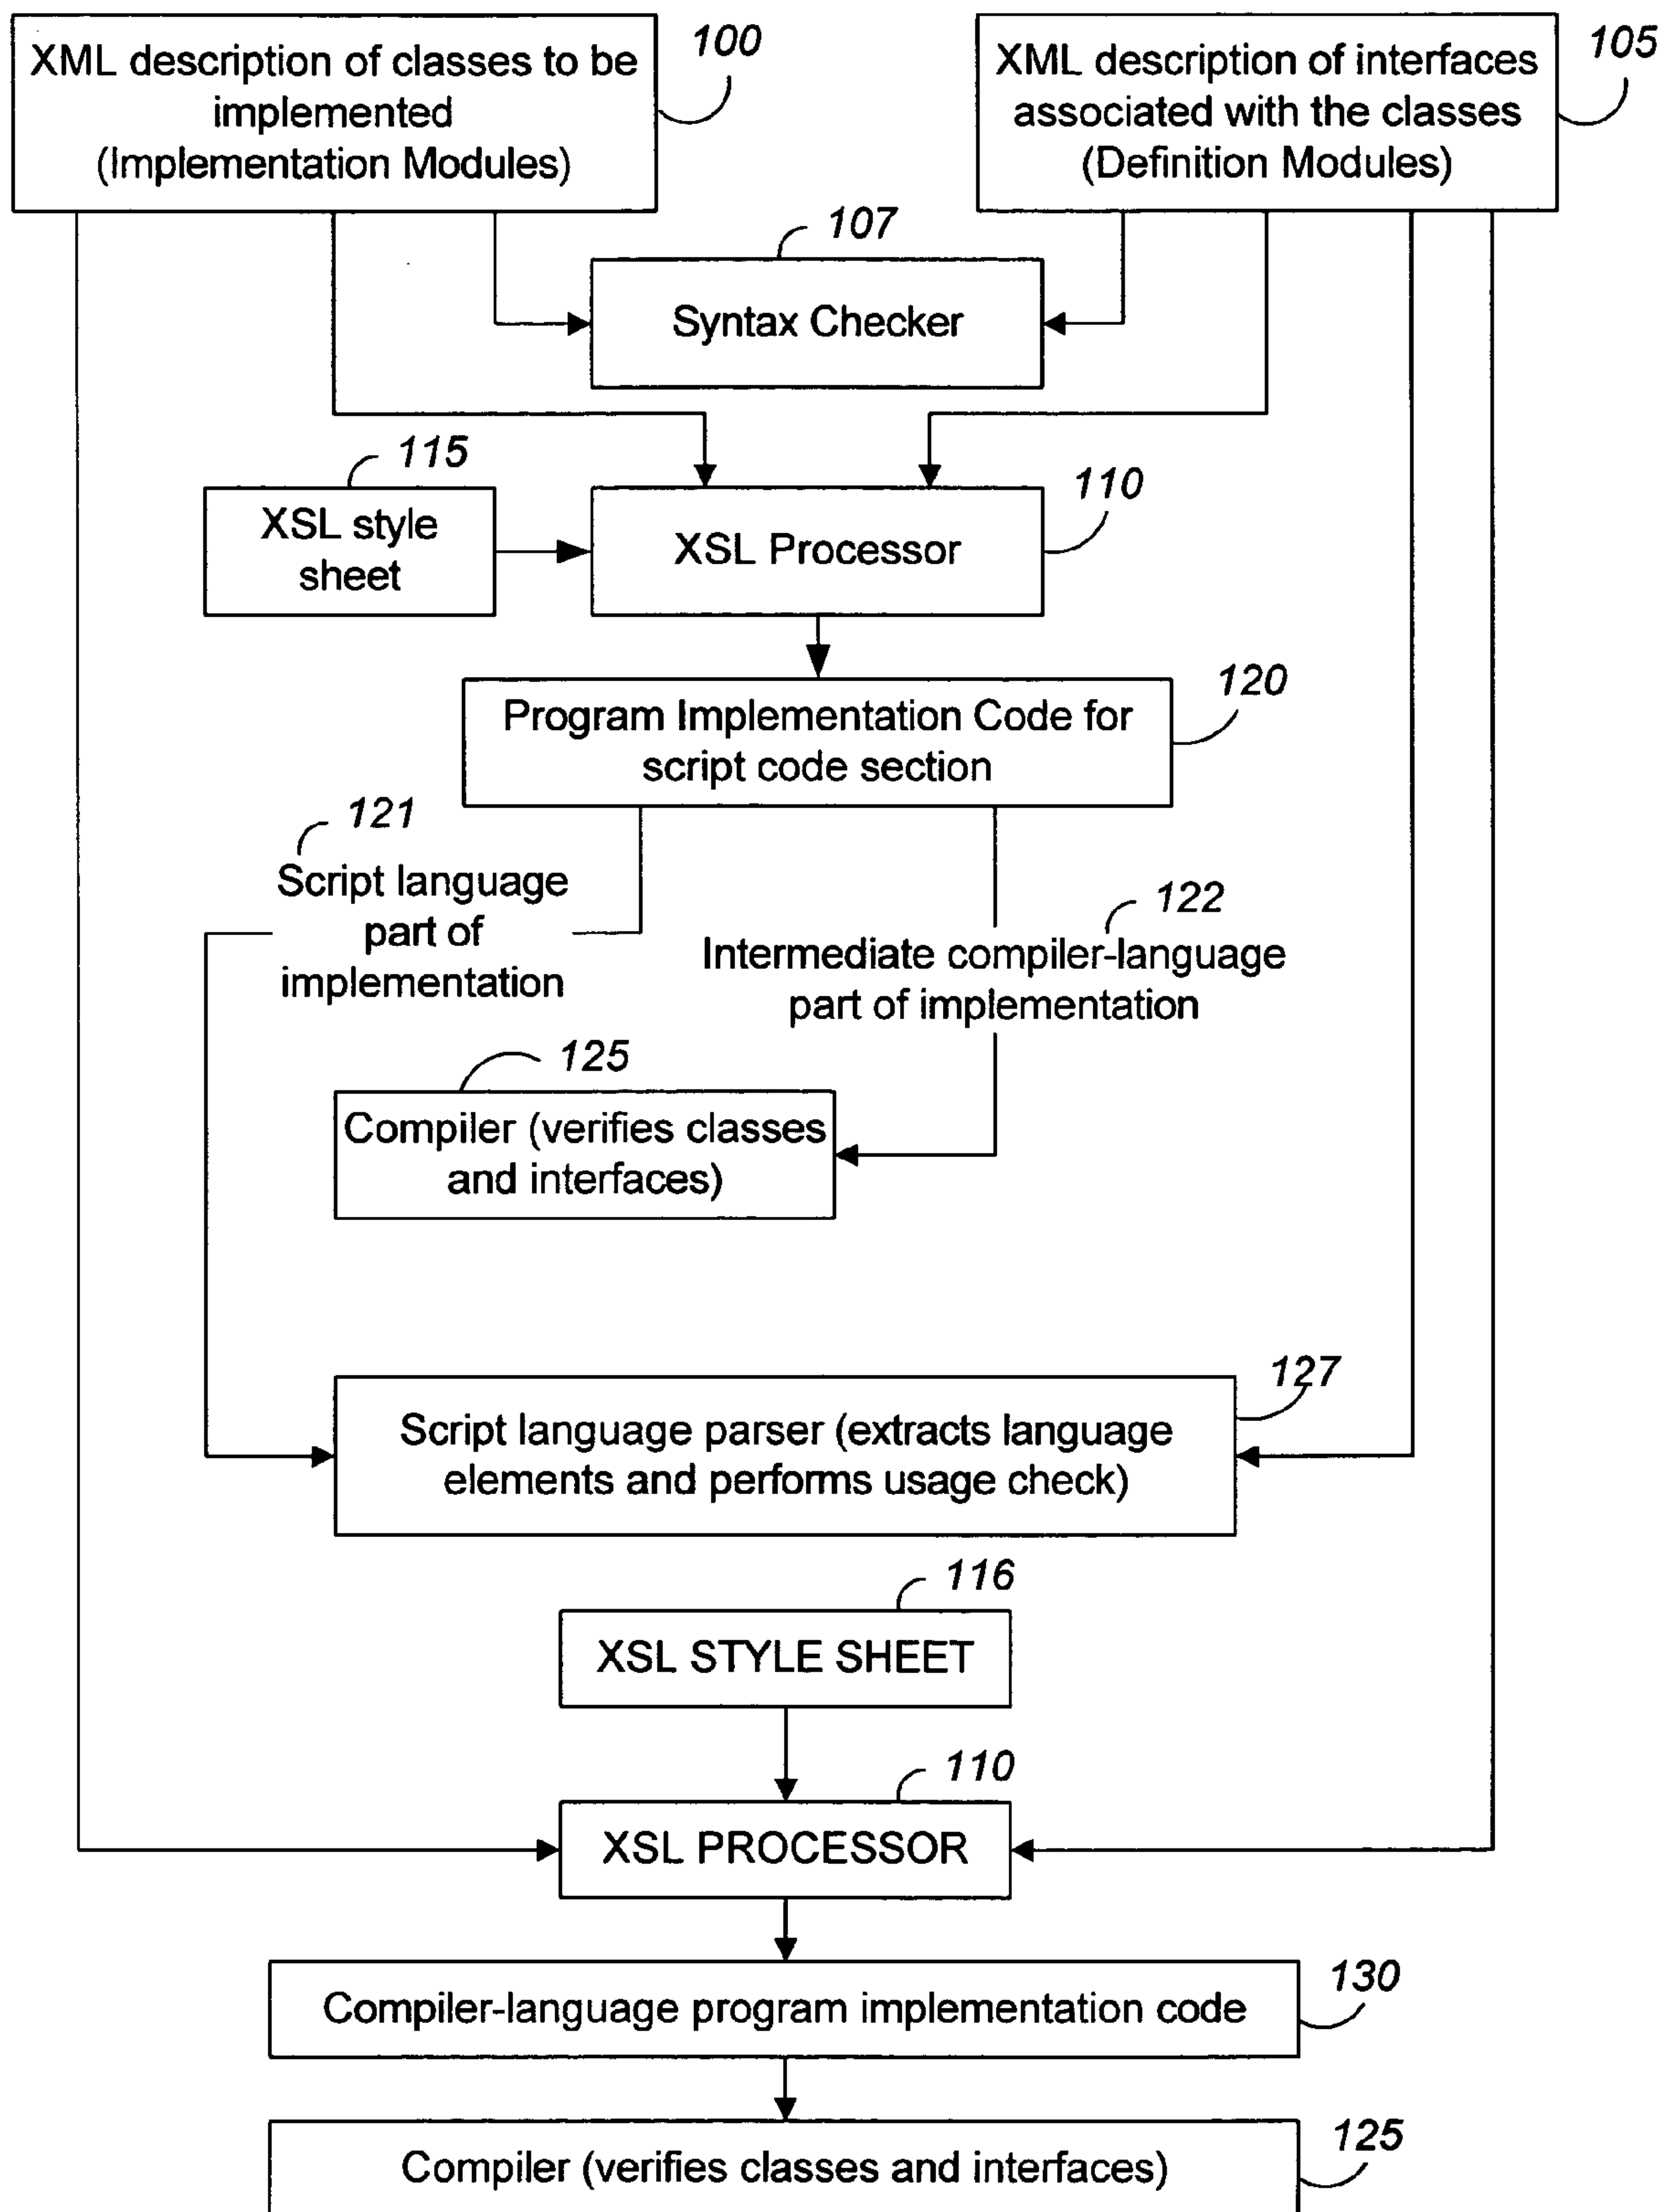 XML description of classes to be
implemented
(Implementation Modules)
100
XML description of interfaces
associated with the classes
(Definition Modules)
105
107
Syntax Checker
115
XSL style
sheet
110
XSL Processor
120
Program Implementation Code for
script code section
121
Script language
part of
implementation
122
Intermediate compiler-language
part of implementation
125
Compiler (verifies classes
and interfaces)
127
Script language parser (extracts language
elements and performs usage check)
116
XSL STYLE SHEET
110
XSL PROCESSOR
130
Compiler-language program implementation code
125
Compiler (verifies classes and interfaces)